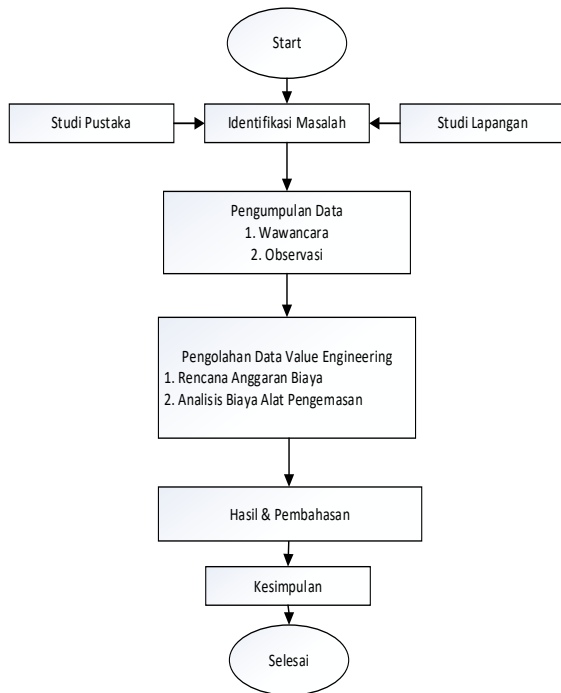 Start
Studi Pustaka
Identifikasi Masalah
Studi Lapangan
Pengumpulan Data
1. Wawancara
2. Observasi
Pengolahan Data Value Engineering
1. Rencana Anggaran Biaya
2. Analisis Biaya Alat Pengemasan
Hasil & Pembahasan
Kesimpulan
Selesai